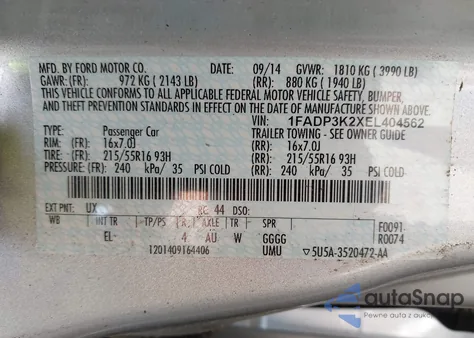 MFD. BY FORD MOTOR CO. DATE: 09/14 GVWR: 1810 KG ( 3990 LB)
GAWR: (FR): 972 KG ( 2143 LB) (RR): 880 KG ( 1940 LB)
THIS VEHICLE CONFORMS TO ALL APPLICABLE FEDERAL MOTOR VEHICLE
SAFETY, BUMPER, AND THEFT PREVENTION STANDARDS IN EFFECT ON THE
DATE OF MANUFACTURE SHOWN ABOVE.
VIN: 1FADP3K2XEL404562
TYPE: Passenger Car TRAILER TOWING - SEE OWNER GUIDE
RIM: (FR): 16x7.0J (RR): 16x7.0J
TIRE: (FR): 215/55R16 93H (RR): 215/55R16 93H
PRESSURE: (FR): 240 kPa/ 35 PSI COLD (RR): 240 kPa/ 35 PSI COLD
EXT PNT: UX RC: 44 DSO:
WB INT TR TP/PS R AXLE TR SPR F0091
EL- 4 AU W GGGG R0074
1201409164406 UMU ▽5U5A-3520472-AA
autoSnap